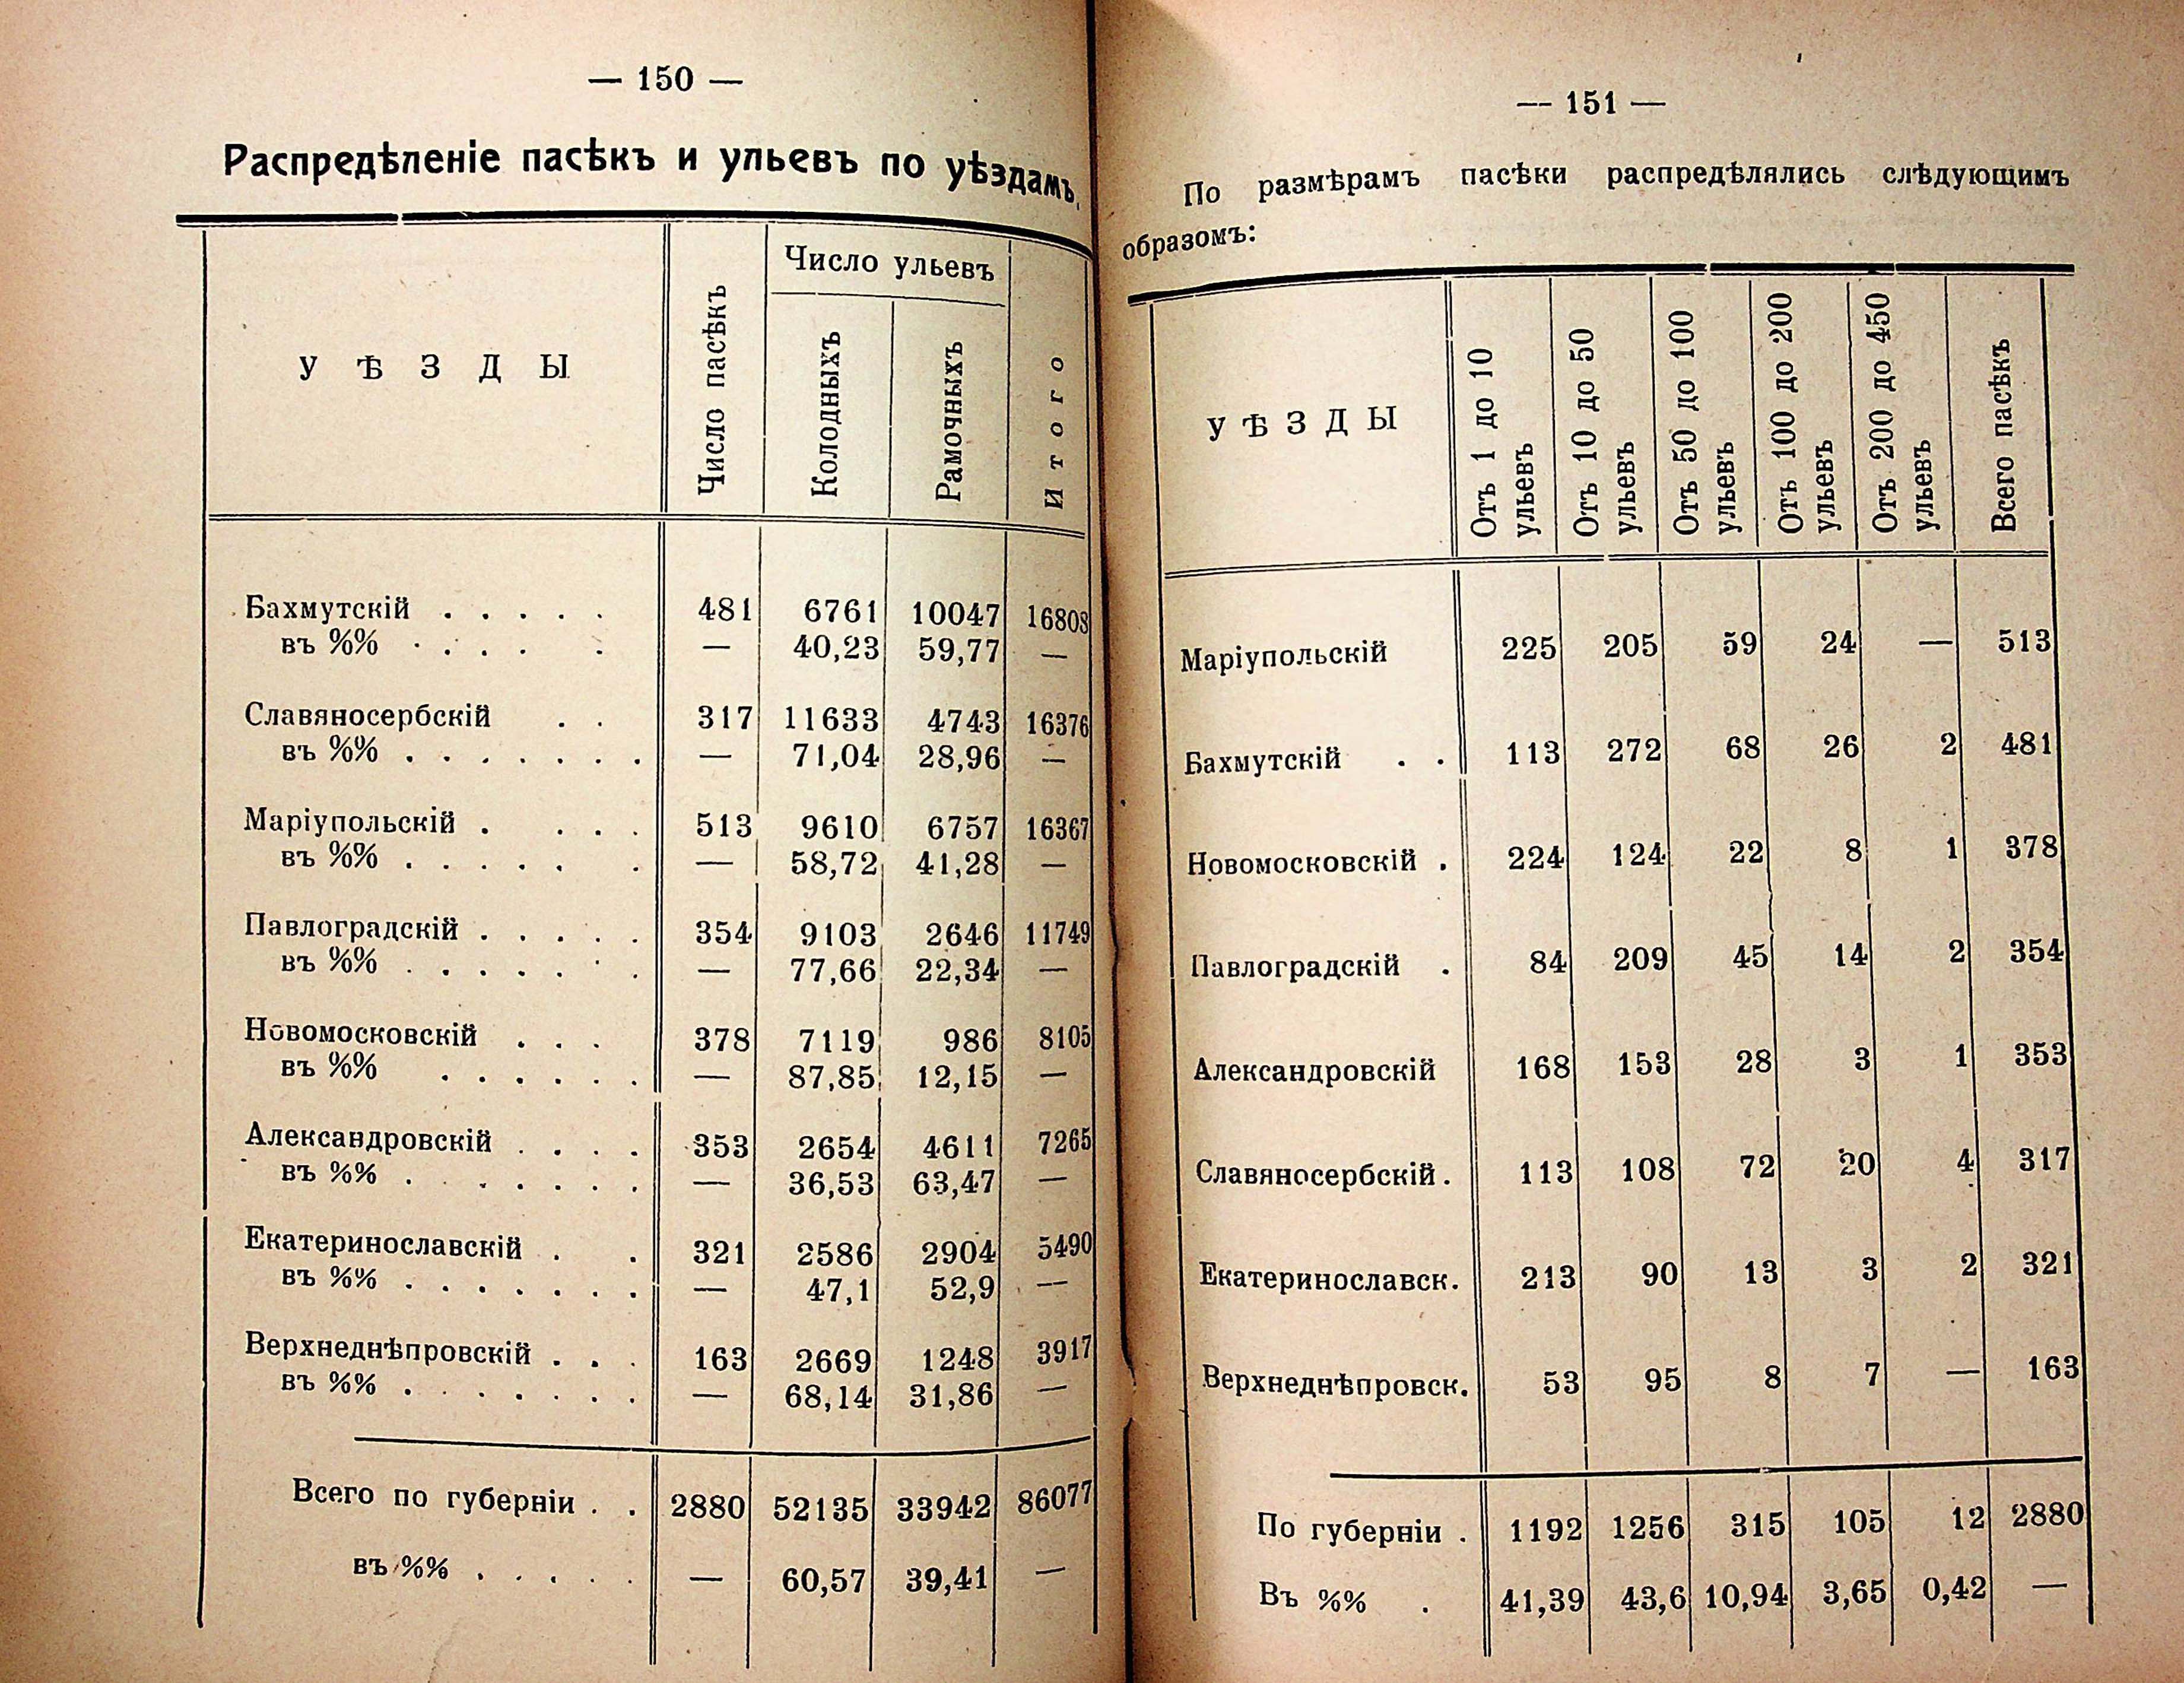 — 150 —
Распредѣленіе пасѣкъ и ульевъ по уѣздамъ.
УѢЗДЫ
Число пасѣкъ
Число ульевъ
Колодныхъ
Рамочныхъ
Итого
Бахмутскій . . . . . 481 6761 10047 16808
въ %% . . . . . — 40,23 59,77 —
Славяносербскій . . 317 11633 4743 16376
въ %% . . . . . . . — 71,04 28,96 —
Маріупольскій . . . . 513 9610 6757 16367
въ %% . . . . . . — 58,72 41,28 —
Павлоградскій . . . . . 354 9103 2646 11749
въ %% . . . . . . . — 77,66 22,34 —
Новомосковскій . . . 378 7119 986 8105
въ %% . . . . . . — 87,85 12,15 —
Александровскій . . . . 353 2654 4611 7265
въ %% . . . . . . . — 36,53 63,47 —
Екатеринославскій . . 321 2586 2904 5490
въ %% . . . . . . . — 47,1 52,9 —
Верхнеднѣпровскій . . . 163 2669 1248 3917
въ %% . . . . . . . — 68,14 31,86 —
Всего по губерніи . . 2880 52135 33942 86077
въ %% . . . . . — 60,57 39,41 —
— 151 —
По размѣрамъ пасѣки распредѣлялись слѣдующимъ
образомъ:
УѢЗДЫ
Отъ 1 до 10
ульевъ
Отъ 10 до 50
ульевъ
Отъ 50 до 100
ульевъ
Отъ 100 до 200
ульевъ
Отъ 200 до 450
ульевъ
Всего пасѣкъ
Маріупольскій 225 205 59 24 — 513
Бахмутскій . . 113 272 68 26 2 481
Новомосковскій . 224 124 22 8 1 378
Павлоградскій . 84 209 45 14 2 354
Александровскій 168 153 28 3 1 353
Славяносербскій . 113 108 72 20 4 317
Екатеринославск. 213 90 13 3 2 321
Верхнеднѣпровск. 53 95 8 7 — 163
По губерніи . 1192 1256 315 105 12 2880
Въ %% . 41,39 43,6 10,94 3,65 0,42 —